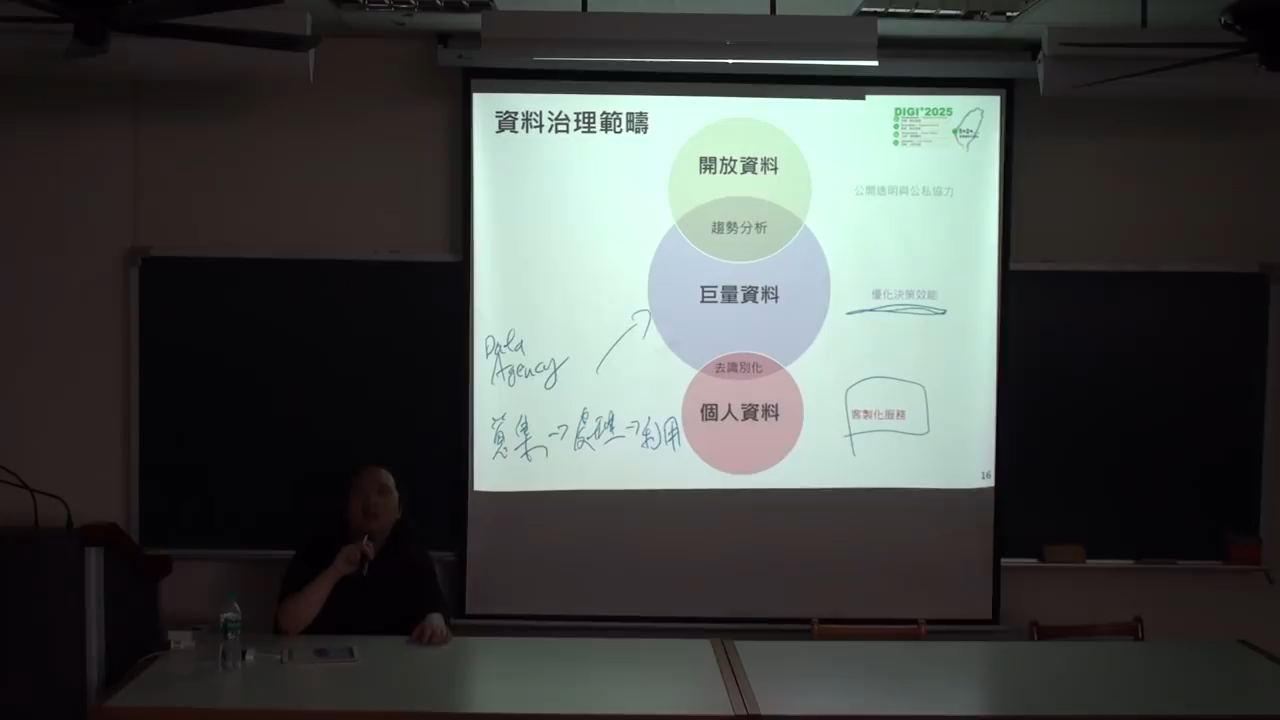 資料治理範疇
DIGI+2025
開放資料
公開透明與公私協力
趨勢分析
巨量資料
優化決策效能
Data
Agency
去識別化
個人資料
客製化服務
蒐集→處理→利用
16